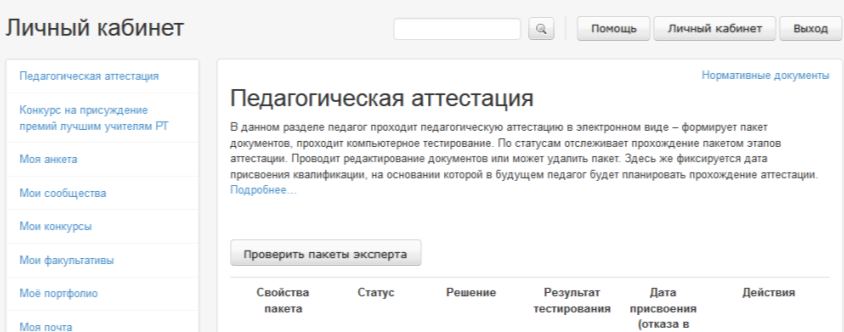 Личный кабинет
Помощь
Личный кабинет
Выход
Педагогическая аттестация
Конкурс на присуждение
премий лучшим учителям РТ
Моя анкета
Мои сообщества
Мои конкурсы
Мои факультативы
Моё портфолио
Моя почта
Нормативные документы
Педагогическая аттестация
В данном разделе педагог проходит педагогическую аттестацию в электронном виде – формирует пакет
документов, проходит компьютерное тестирование. По статусам отслеживает прохождение пакетом этапов
аттестации. Проводит редактирование документов или может удалить пакет. Здесь же фиксируется дата
присвоения квалификации, на основании которой в будущем педагог будет планировать прохождение аттестации.
Подробнее...
Проверить пакеты эксперта
Свойства
пакета
Статус
Решение
Результат
тестирования
Дата
присвоения
(отказа в
Действия